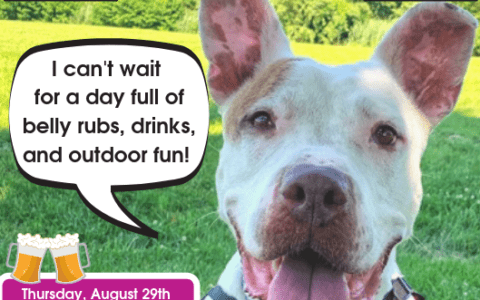 I can't wait
for a day full of
belly rubs, drinks,
and outdoor fun!
Thursday, August 29th